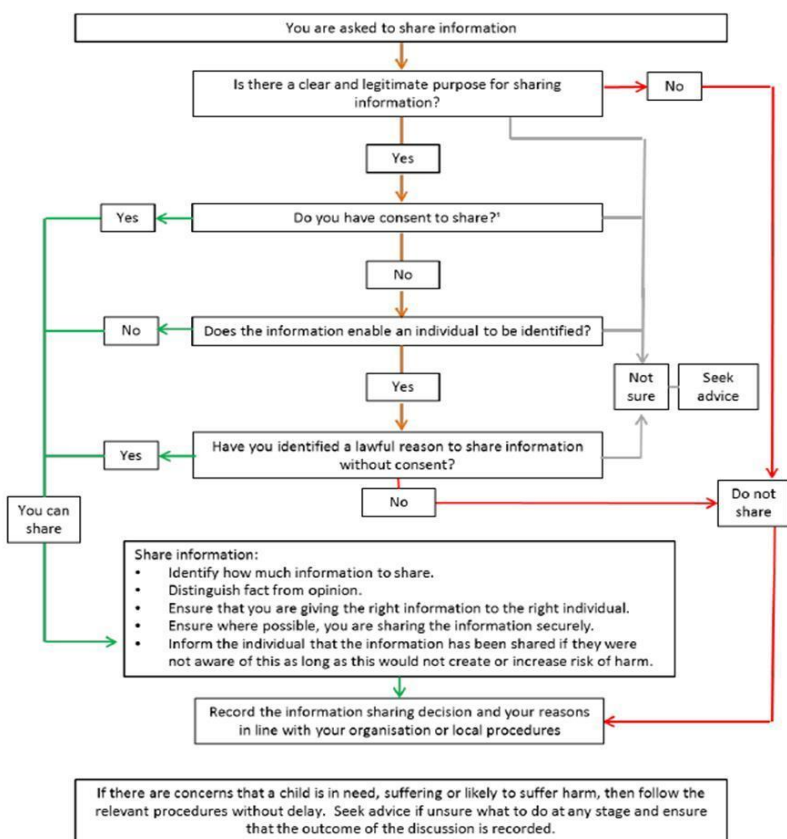 You are asked to share information
Is there a clear and legitimate purpose for sharing
information?
No
Yes
Yes
Do you have consent to share?¹
No
No
Does the information enable an individual to be identified?
Yes
Not
sure
Seek
advice
Yes
Have you identified a lawful reason to share information
without consent?
No
You can
share
Do not
share
Share information:
• Identify how much information to share.
• Distinguish fact from opinion.
• Ensure that you are giving the right information to the right individual.
• Ensure where possible, you are sharing the information securely.
• Inform the individual that the information has been shared if they were
not aware of this as long as this would not create or increase risk of harm.
Record the information sharing decision and your reasons
in line with your organisation or local procedures
If there are concerns that a child is in need, suffering or likely to suffer harm, then follow the
relevant procedures without delay. Seek advice if unsure what to do at any stage and ensure
that the outcome of the discussion is recorded.